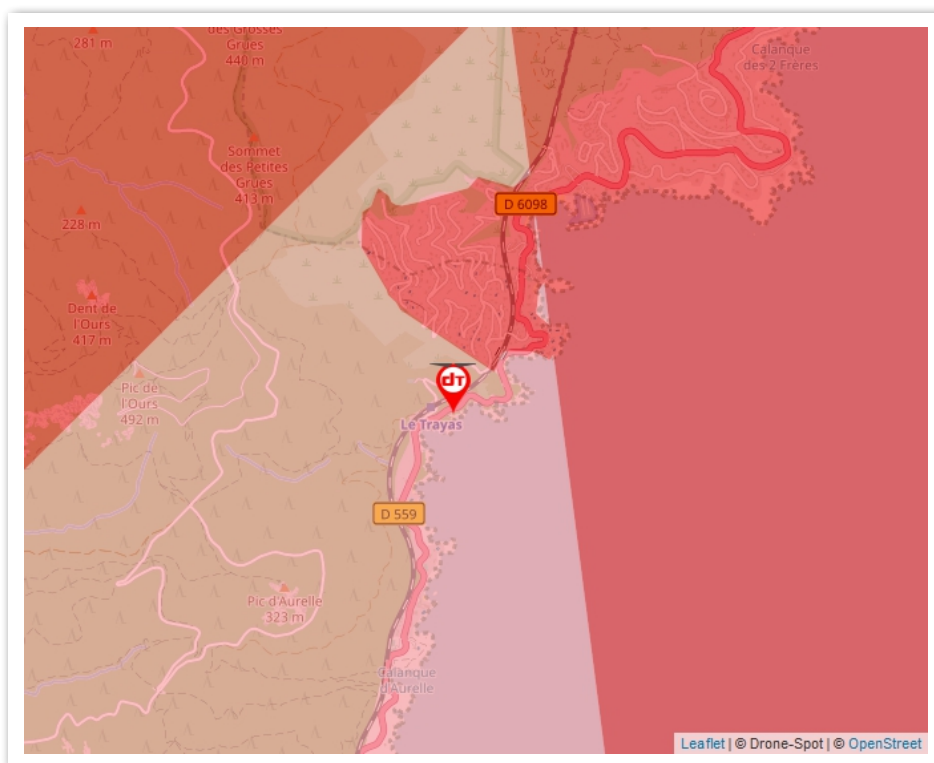 281 m
des Grosses
Grues
440 m
Calanque
des 2 Frères
Sommet
des Petites
Grues
413 m
D 6098
228 m
Dent de
l'Ours
417 m
Pic de
l'Ours
492 m
dT
Le Trayas
D 559
Pic d'Aurelle
323 m
Calanque
d'Aurelle
Leaflet | © Drone-Spot | © OpenStreet